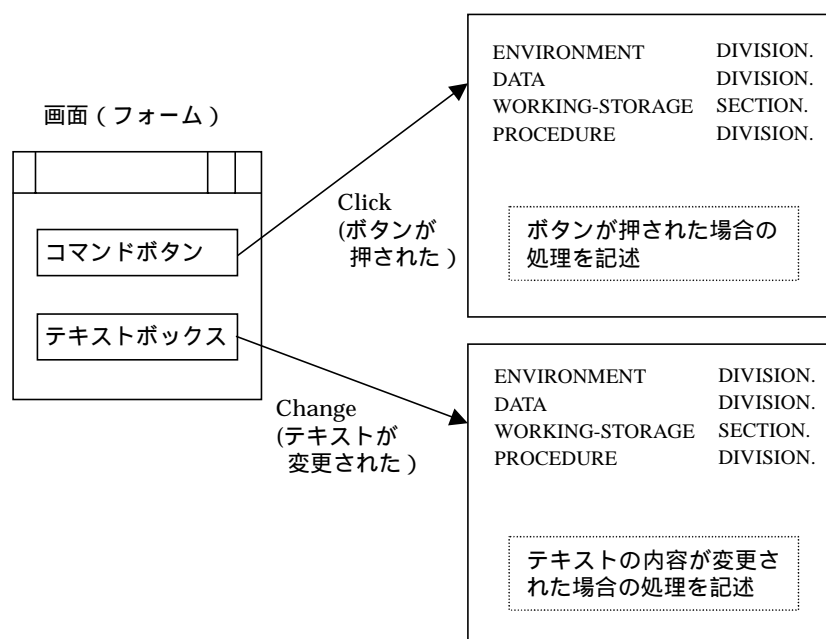 画面（フォーム）
コマンドボタン
テキストボックス
Click
(ボタンが
押された）
Change
(テキストが
変更された）
ENVIRONMENT DIVISION.
DATA DIVISION.
WORKING-STORAGE SECTION.
PROCEDURE DIVISION.
ボタンが押された場合の
処理を記述
ENVIRONMENT DIVISION.
DATA DIVISION.
WORKING-STORAGE SECTION.
PROCEDURE DIVISION.
テキストの内容が変更さ
れた場合の処理を記述